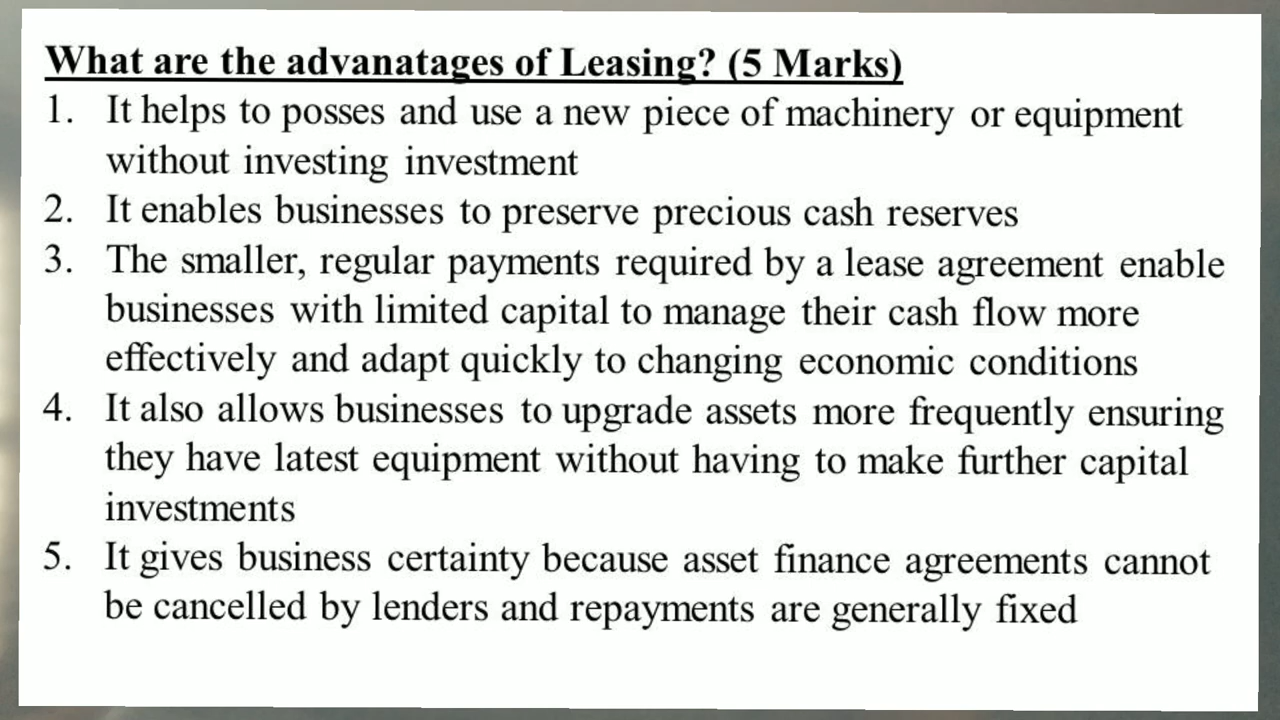 What are the advanatages of Leasing? (5 Marks)
1. It helps to posses and use a new piece of machinery or equipment
without investing investment
2. It enables businesses to preserve precious cash reserves
3. The smaller, regular payments required by a lease agreement enable
businesses with limited capital to manage their cash flow more
effectively and adapt quickly to changing economic conditions
4. It also allows businesses to upgrade assets more frequently ensuring
they have latest equipment without having to make further capital
investments
5. It gives business certainty because asset finance agreements cannot
be cancelled by lenders and repayments are generally fixed